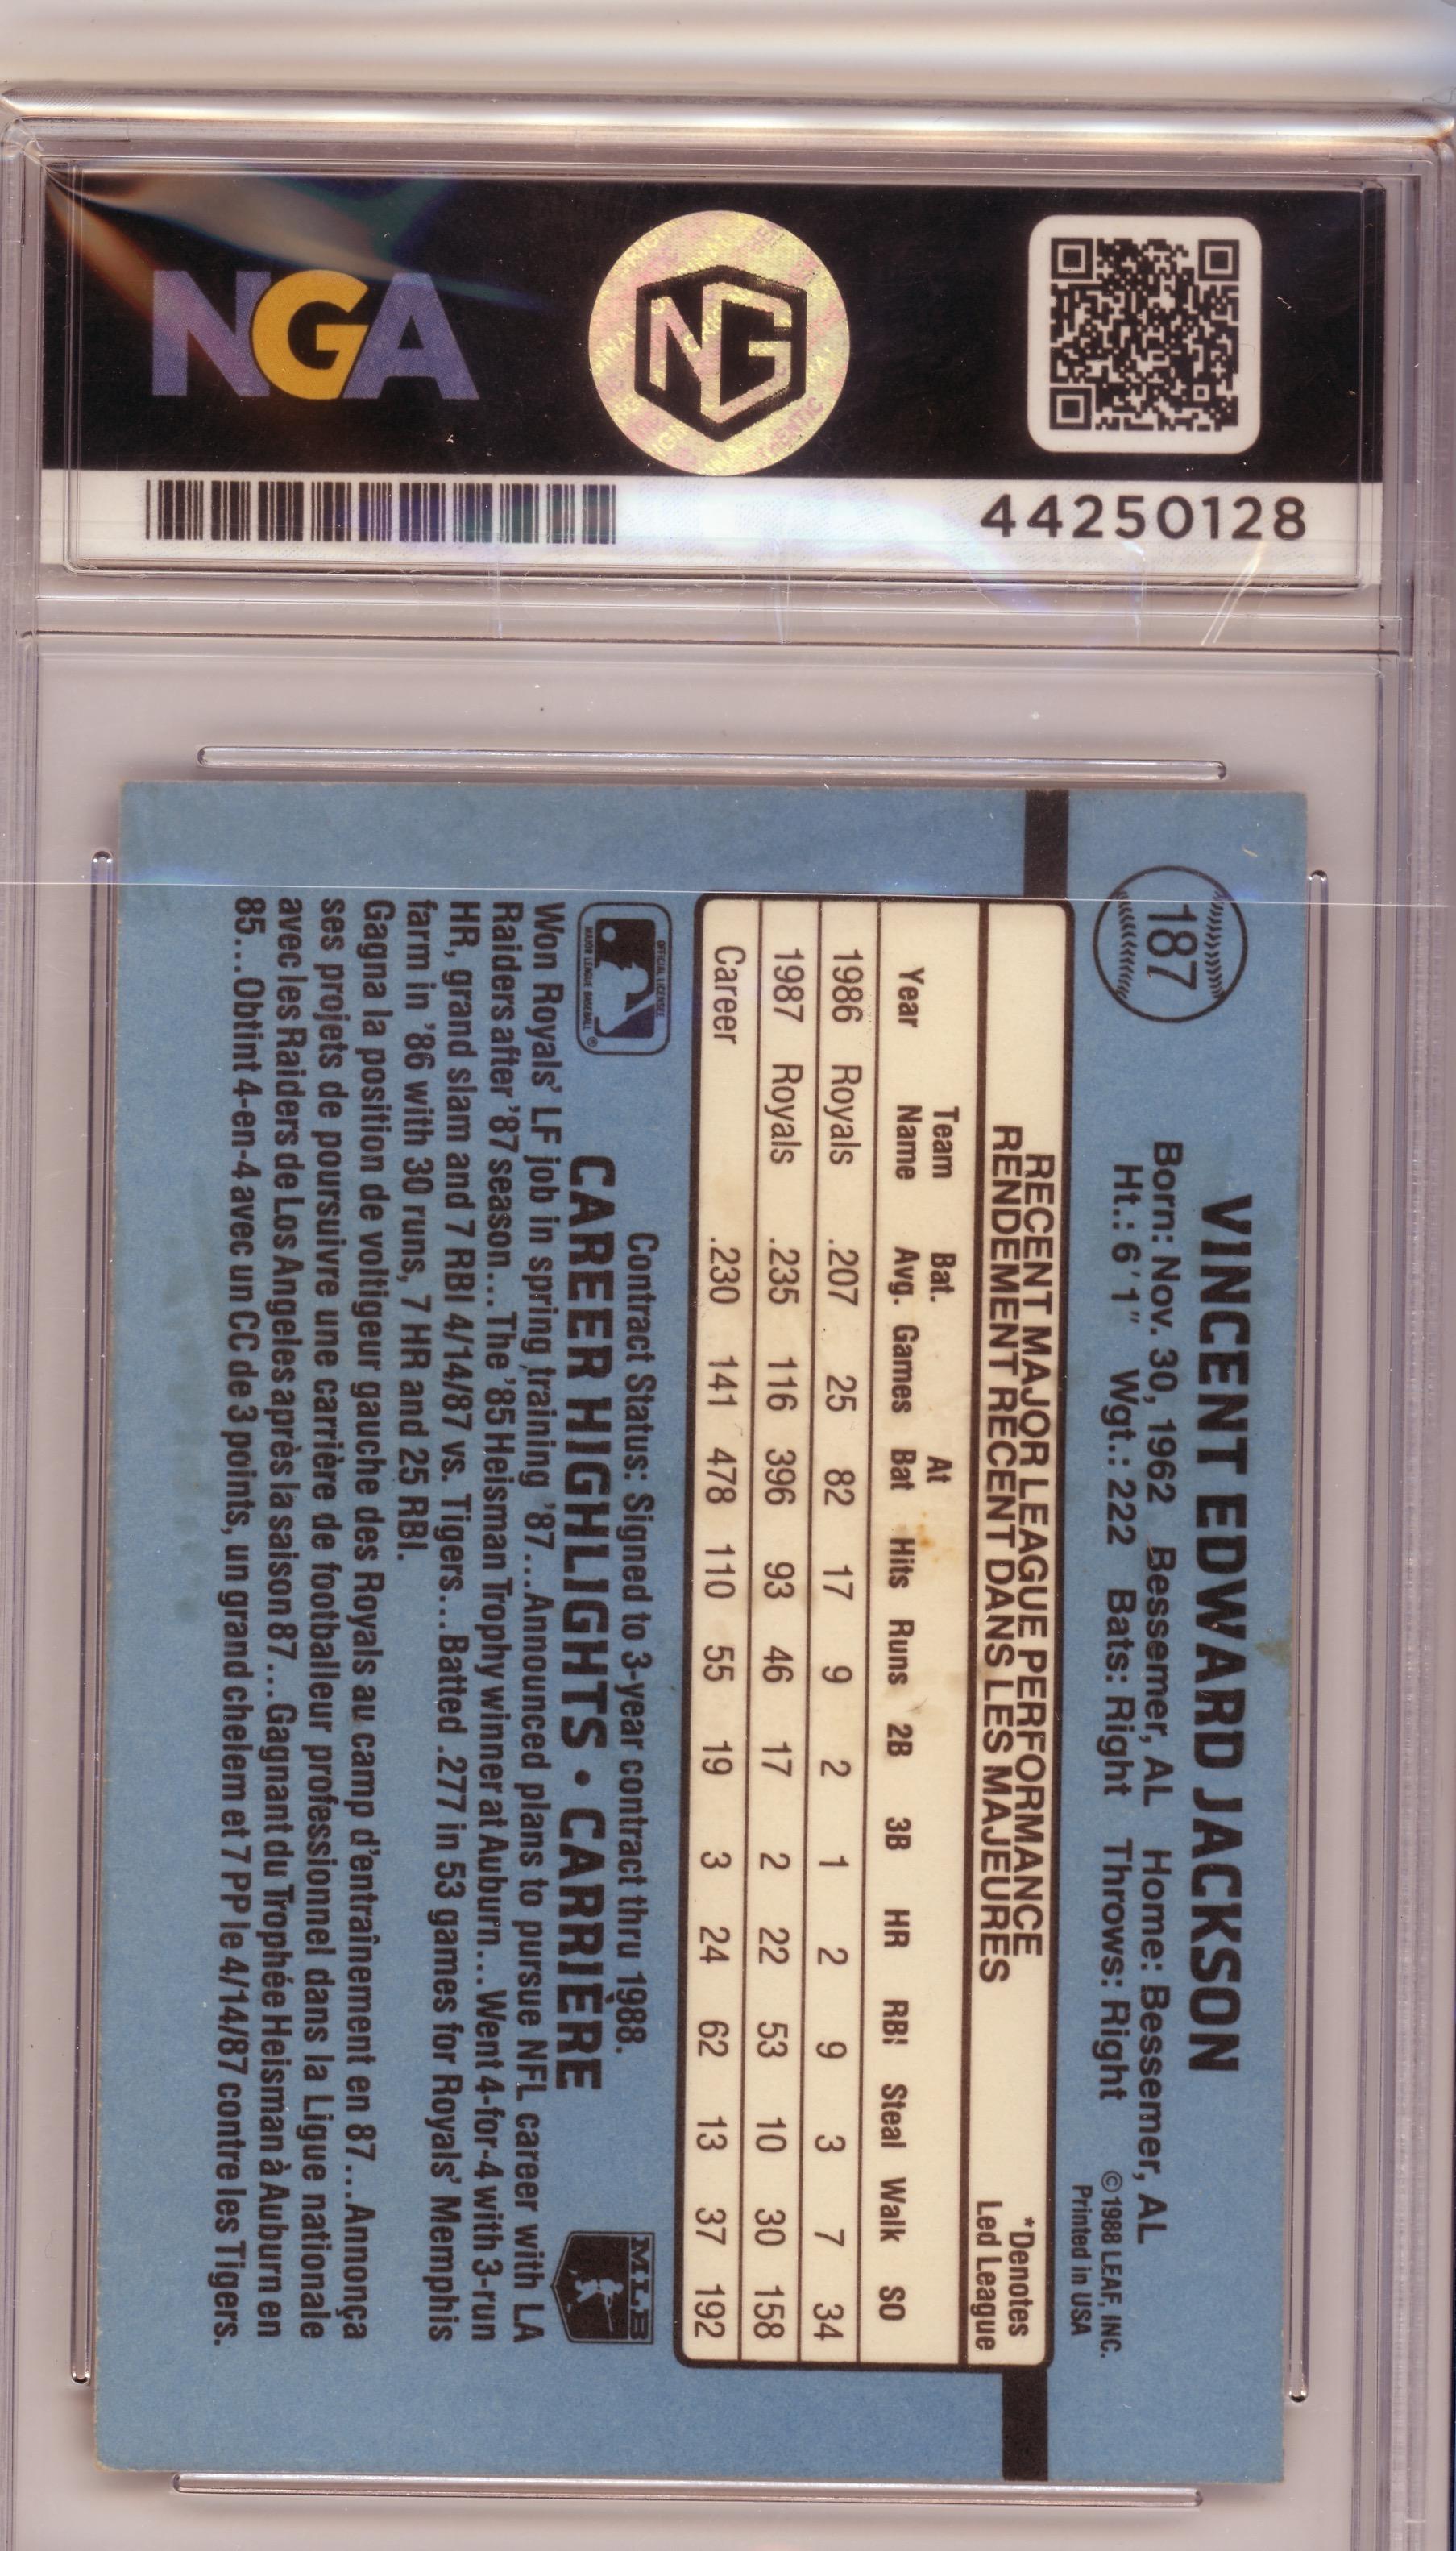 NGA
NG
44250128
187
VINCENT EDWARD JACKSON
Born: Nov. 30, 1962 Bessemer, AL Home: Bessemer, AL
Ht.: 6'1" Wgt.: 222 Bats: Right Throws: Right
© 1988 LEAF, INC.
Printed in USA
RECENT MAJOR LEAGUE PERFORMANCE
RENDEMENT RECENT DANS LES MAJEURES
*Denotes
Led League
Year Team Name Bat. Avg. Games At Bat Hits Runs 2B 3B HR RBI Steal Walk SO
1986 Royals .207 25 82 17 9 2 1 2 9 3 7 34
1987 Royals .235 116 396 93 46 17 2 22 53 10 30 158
Career .230 141 478 110 55 19 3 24 62 13 37 192
OFFICIAL LICENSEE
MAJOR LEAGUE BASEBALL ®
Contract Status: Signed to 3-year contract thru 1988.
CAREER HIGHLIGHTS • CARRIÈRE
MLB
Won Royals' LF job in spring training '87...Announced plans to pursue NFL career with LA
Raiders after '87 season...The '85 Heisman Trophy winner at Auburn...Went 4-for-4 with 3-run
HR, grand slam and 7 RBI 4/14/87 vs. Tigers...Batted .277 in 53 games for Royals' Memphis
farm in '86 with 30 runs, 7 HR and 25 RBI.
Gagna la position de voltigeur gauche des Royals au camp d'entraînement en 87...Annonça
ses projets de poursuivre une carrière de footballeur professionnel dans la Ligue nationale
avec les Raiders de Los Angeles après la saison 87...Gagnant du Trophée Heisman à Auburn en
85...Obtint 4-en-4 avec un CC de 3 points, un grand chelem et 7 PP le 4/14/87 contre les Tigers.